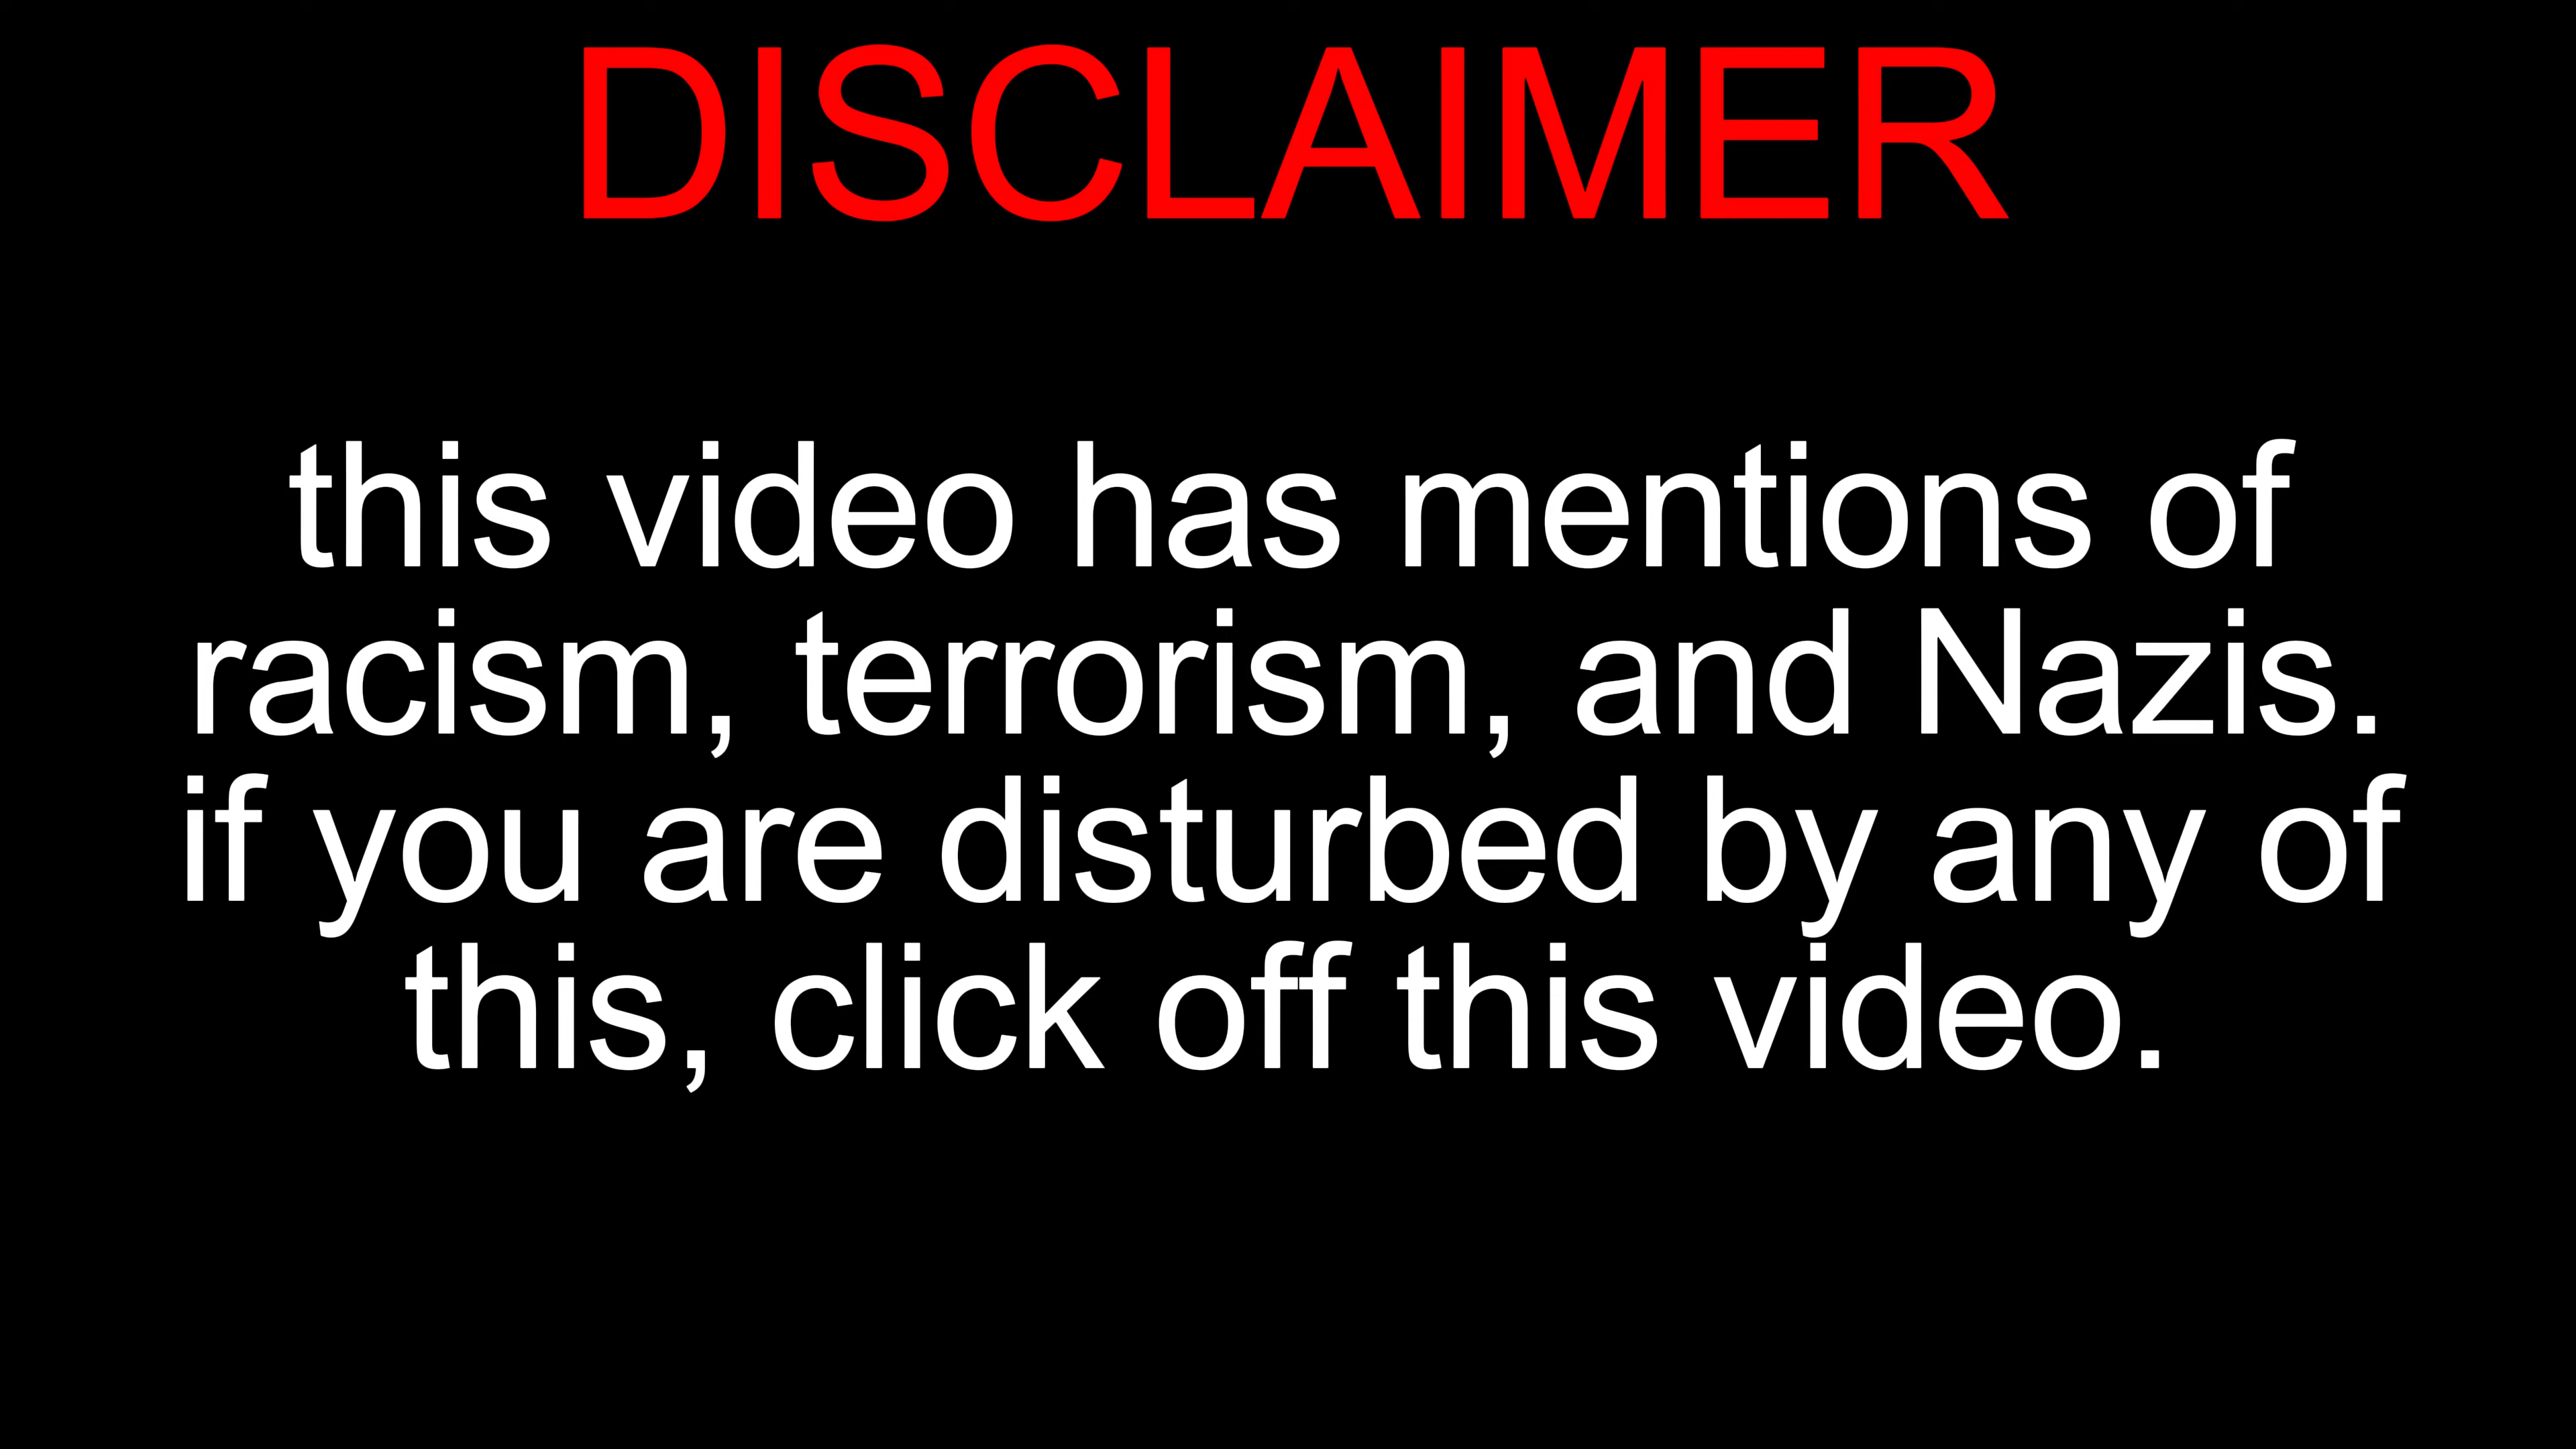 DISCLAIMER
this video has mentions of
racism, terrorism, and Nazis.
if you are disturbed by any of
this, click off this video.